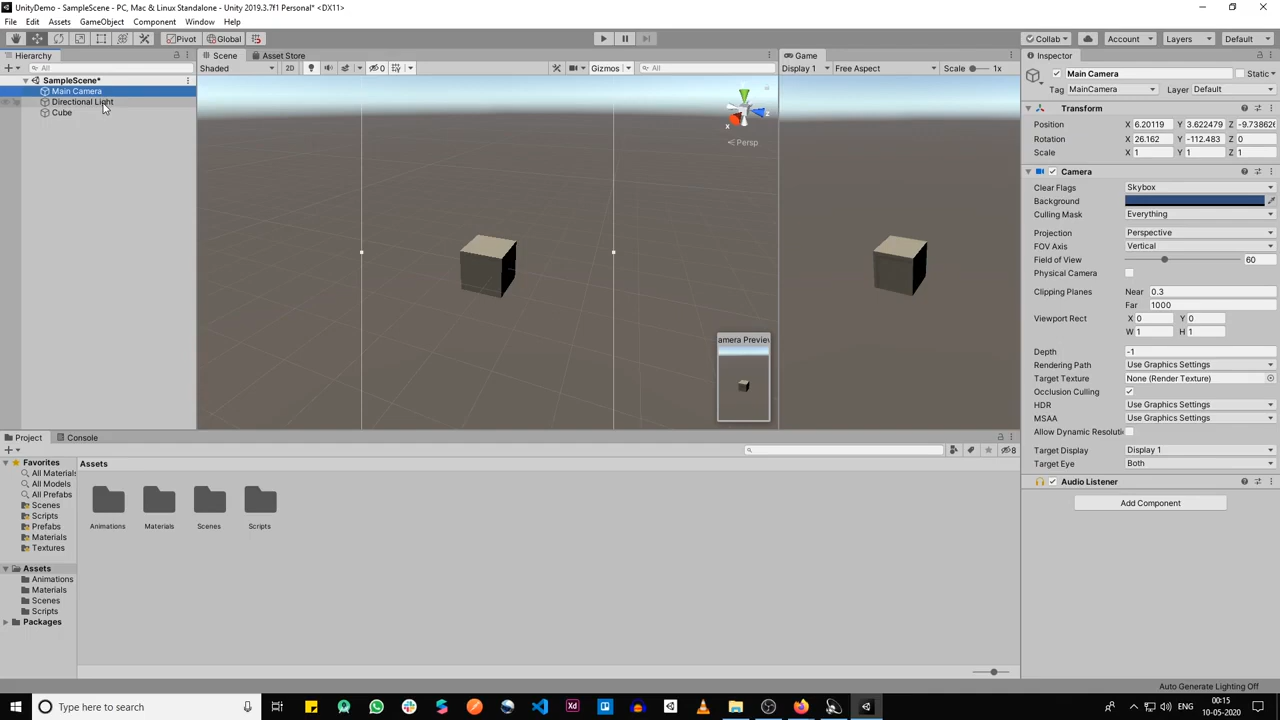 UnityDemo - SampleScene - PC, Mac & Linux Standalone - Unity 2019.3.7f1 Personal* <DX11>
File Edit Assets GameObject Component Window Help
Pivot Global Collab Account Layers Default
Hierarchy
All
SampleScene*
Main Camera
Directional Light
Cube
Scene Asset Store
Shaded 2D 0 Gizmos All
Persp
amera Preview
Game
Display 1 Free Aspect Scale 1x
Inspector
Main Camera Static
Tag MainCamera Layer Default
Transform
Position X 6.20119 Y 3.622479 Z -9.738626
Rotation X 26.162 Y -112.483 Z 0
Scale X 1 Y 1 Z 1
Camera
Clear Flags Skybox
Background
Culling Mask Everything
Projection Perspective
FOV Axis Vertical
Field of View 60
Physical Camera
Clipping Planes Near 0.3
Far 1000
Viewport Rect X 0 Y 0
W 1 H 1
Depth -1
Rendering Path Use Graphics Settings
Target Texture None (Render Texture)
Occlusion Culling
HDR Use Graphics Settings
MSAA Use Graphics Settings
Allow Dynamic Resoluti
Target Display Display 1
Target Eye Both
Audio Listener
Add Component
Project Console
8
Favorites
All Materials
All Models
All Prefabs
Scenes
Scripts
Prefabs
Materials
Textures
Assets
Animations
Materials
Scenes
Scripts
Packages
Assets
Animations Materials Scenes Scripts
Auto Generate Lighting Off
Type here to search
Xd
ENG
00:15
10-05-2020